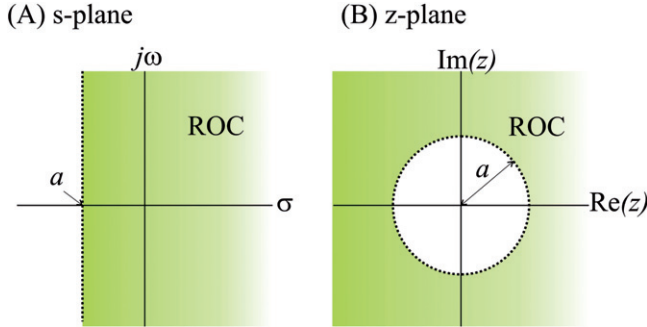 (A) s-plane
jω
ROC
a
σ
(B) z-plane
Im(z)
ROC
a
Re(z)